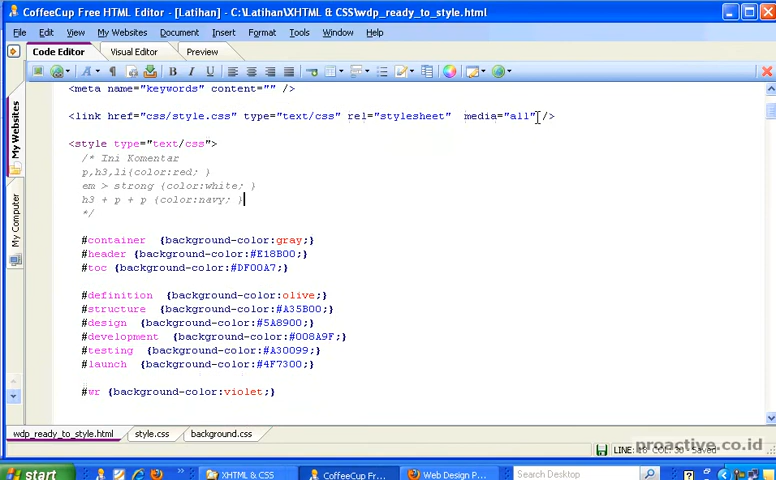 CoffeeCup Free HTML Editor - [Latihan] - C:\Latihan\XHTML & CSS\wdp_ready_to_style.html
File Edit View My Websites Document Insert Format Tools Window Help
Code Editor Visual Editor Preview
B I U
My Websites
My Computer
<meta name="keywords" content="" />
<link href="css/style.css" type="text/css" rel="stylesheet" media="all" />
<style type="text/css">
/* Ini Komentar
p,h3,li{color:red; }
em > strong {color:white; }
h3 + p + p {color:navy; }
*/
#container {background-color:gray;}
#header {background-color:#E18B00;}
#toc {background-color:#DF00A7;}
#definition {background-color:olive;}
#structure {background-color:#A35B00;}
#design {background-color:#5A8900;}
#development {background-color:#008A9F;}
#testing {background-color:#A30099;}
#launch {background-color:#4F7300;}
#wr {background-color:violet;}
wdp_ready_to_style.html style.css background.css
proactive.co.id
start XHTML & CSS CoffeeCup Fre... Web Design P... Search Desktop